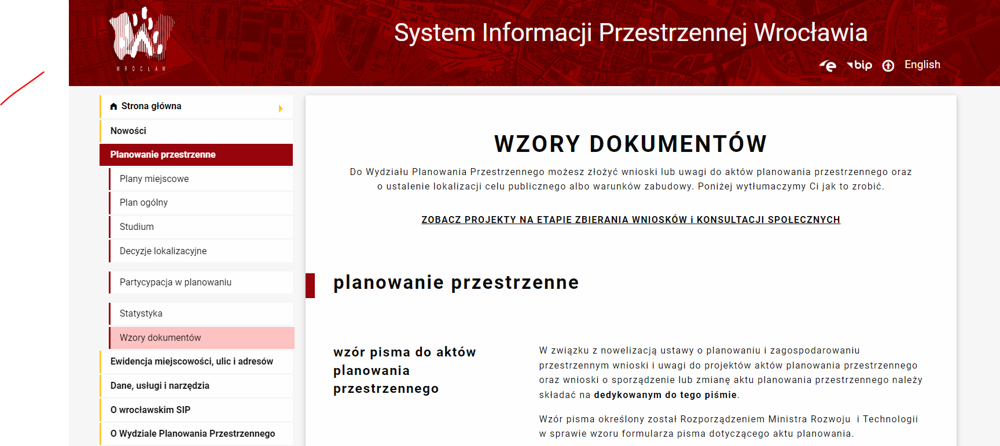 WROCŁAW
System Informacji Przestrzennej Wrocławia
bip
English
Strona główna
Nowości
Planowanie przestrzenne
Plany miejscowe
Plan ogólny
Studium
Decyzje lokalizacyjne
Partycypacja w planowaniu
Statystyka
Wzory dokumentów
Ewidencja miejscowości, ulic i adresów
Dane, usługi i narzędzia
O wrocławskim SIP
O Wydziale Planowania Przestrzennego
WZORY DOKUMENTÓW
Do Wydziału Planowania Przestrzennego możesz złożyć wnioski lub uwagi do aktów planowania przestrzennego oraz
o ustalenie lokalizacji celu publicznego albo warunków zabudowy. Poniżej wytłumaczymy Ci jak to zrobić.
ZOBACZ PROJEKTY NA ETAPIE ZBIERANIA WNIOSKÓW i KONSULTACJI SPOŁECZNYCH
planowanie przestrzenne
wzór pisma do aktów
planowania
przestrzennego
W związku z nowelizacją ustawy o planowaniu i zagospodarowaniu
przestrzennym wnioski i uwagi do projektów aktów planowania przestrzennego
oraz wnioski o sporządzenie lub zmianę aktu planowania przestrzennego należy
składać na dedykowanym do tego piśmie.
Wzór pisma określony został Rozporządzeniem Ministra Rozwoju i Technologii
w sprawie wzoru formularza pisma dotyczącego aktu planowania.